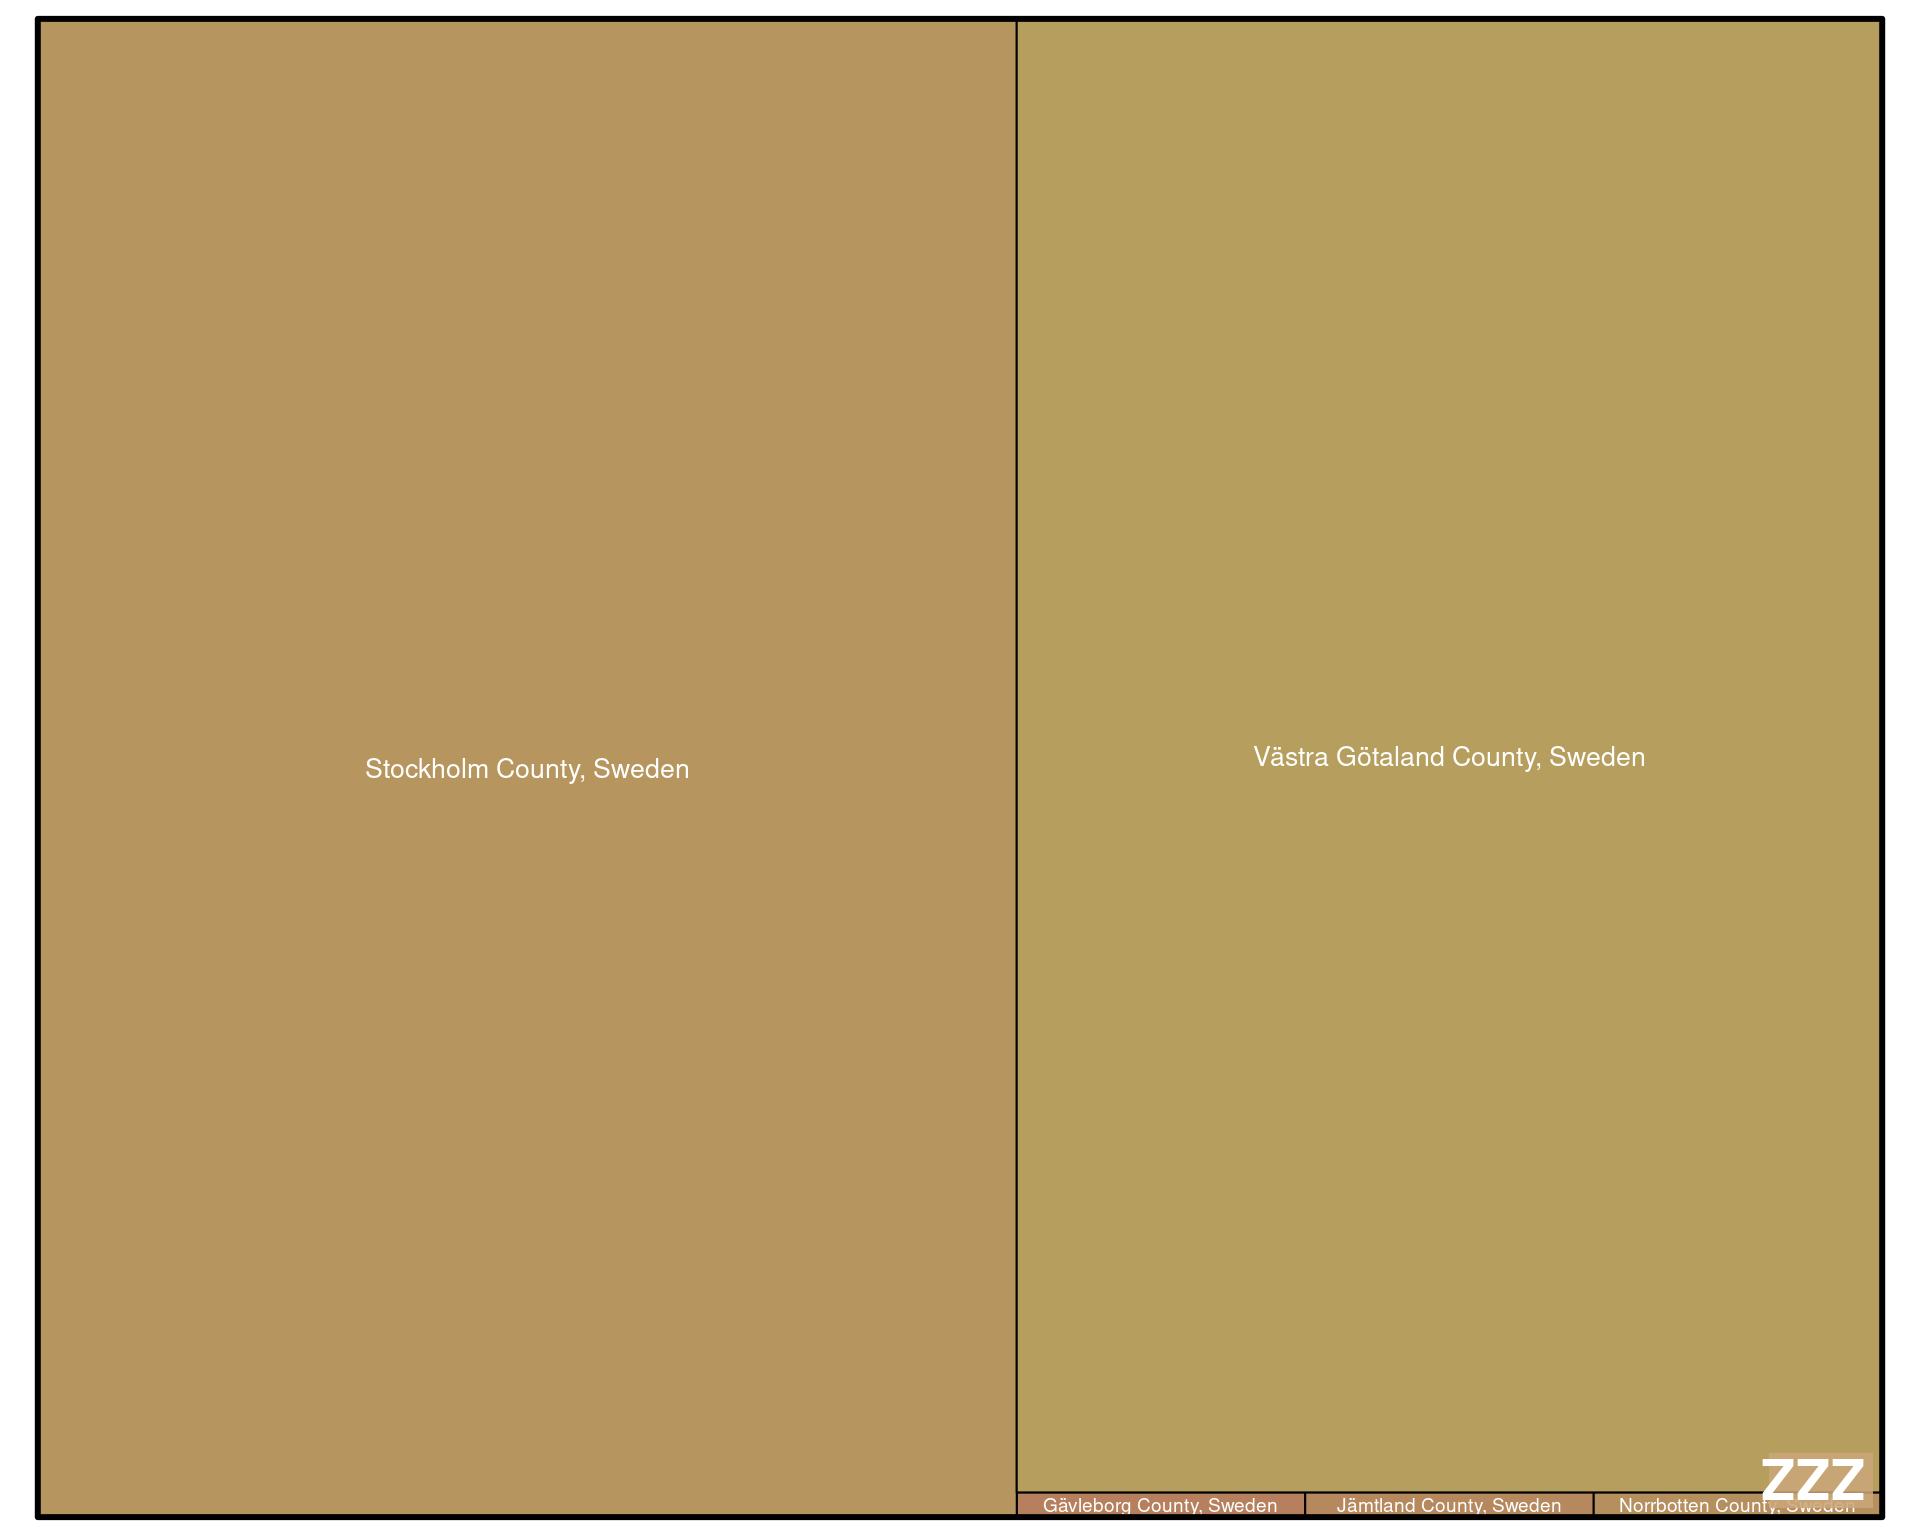 Stockholm County, Sweden
Västra Götaland County, Sweden
Gävleborg County, Sweden
Jämtland County, Sweden
Norrbotten County, Sweden
ZZZ